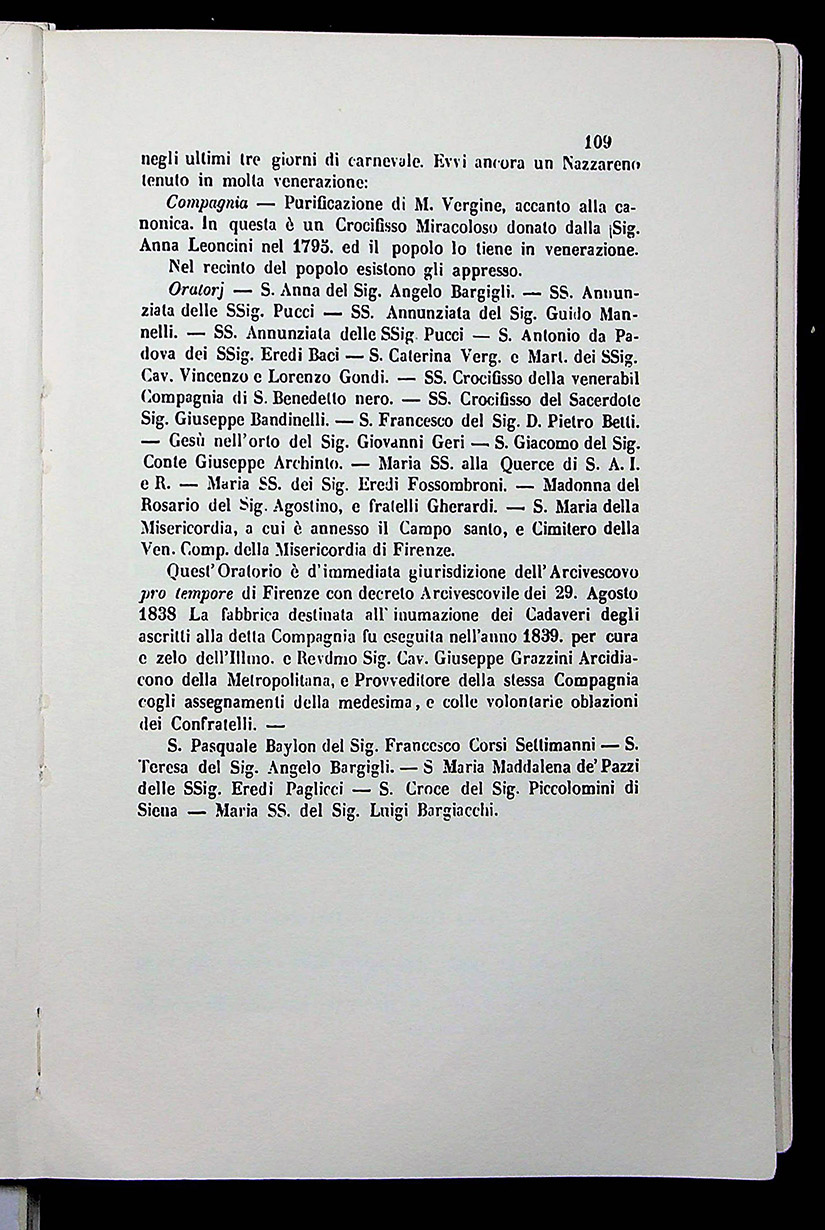 109
negli ultimi tre giorni di carnevale. Evvi ancora un Nazzareno
tenuto in molta venerazione:
Compagnia — Purificazione di M. Vergine, accanto alla ca-
nonica. In questa è un Crocifisso Miracoloso donato dalla Sig.
Anna Leoncini nel 1795. ed il popolo lo tiene in venerazione.
Nel recinto del popolo esistono gli appresso.
Oratorj — S. Anna del Sig. Angelo Bargigli. — SS. Annun-
ziata delle SSig. Pucci — SS. Annunziata del Sig. Guido Man-
nelli. — SS. Annunziata delle SSig. Pucci — S. Antonio da Pa-
dova dei SSig. Eredi Baci — S. Caterina Verg. e Mart. dei SSig.
Cav. Vincenzo e Lorenzo Gondi. — SS. Crocifisso della venerabil
Compagnia di S. Benedetto nero. — SS. Crocifisso del Sacerdote
Sig. Giuseppe Bandinelli. — S. Francesco del Sig. D. Pietro Betti.
— Gesù nell'orto del Sig. Giovanni Geri — S. Giacomo del Sig.
Conte Giuseppe Archinto. — Maria SS. alla Querce di S. A. I.
e R. — Maria SS. dei Sig. Eredi Fossombroni. — Madonna del
Rosario del Sig. Agostino, e fratelli Gherardi. — S. Maria della
Misericordia, a cui è annesso il Campo santo, e Cimitero della
Ven. Comp. della Misericordia di Firenze.
Quest'Oratorio è d'immediata giurisdizione dell'Arcivescovo
pro tempore di Firenze con decreto Arcivescovile dei 29. Agosto
1838 La fabbrica destinata all'inumazione dei Cadaveri degli
ascritti alla detta Compagnia fu eseguita nell'anno 1839. per cura
e zelo dell'Illmo. e Revdmo Sig. Cav. Giuseppe Grazzini Arcidia-
cono della Metropolitana, e Provveditore della stessa Compagnia
cogli assegnamenti della medesima, e colle volontarie oblazioni
dei Confratelli. —
S. Pasquale Baylon del Sig. Francesco Corsi Settimanni — S.
Teresa del Sig. Angelo Bargigli. — S Maria Maddalena de' Pazzi
delle SSig. Eredi Paglicci — S. Croce del Sig. Piccolomini di
Siena — Maria SS. del Sig. Luigi Bargiacchi.